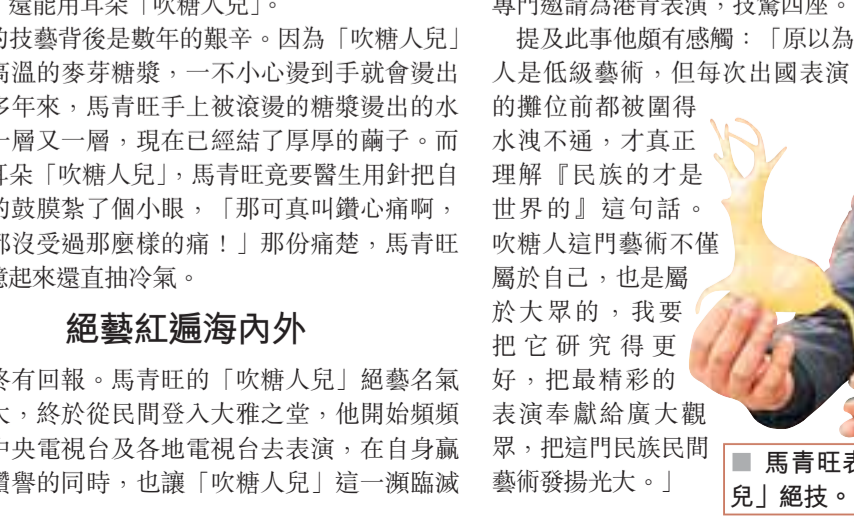 還能用耳朵「吹糖人兒」。
的技藝背後是數年的艱辛。因為「吹糖人兒」
高溫的麥芽糖漿，一不小心燙到手就會燙出
多年來，馬青旺手上被滾燙的糖漿燙出的水
一層又一層，現在已經結了厚厚的繭子。而
耳朵「吹糖人兒」，馬青旺竟要醫生用針把自
的鼓膜紮了個小眼，「那可真叫鑽心痛啊，
都沒受過那麼樣的痛！」那份痛楚，馬青旺
憶起來還直抽冷氣。
絕藝紅遍海內外
終有回報。馬青旺的「吹糖人兒」絕藝名氣
大，終於從民間登入大雅之堂，他開始頻頻
中央電視台及各地電視台去表演，在自身贏
讚譽的同時，也讓「吹糖人兒」這一瀕臨滅
專門邀請為港青表演，技驚四座。
提及此事他頗有感觸：「原以為
人是低級藝術，但每次出國表演
的攤位前都被圍得
水洩不通，才真正
理解『民族的才是
世界的』這句話。
吹糖人這門藝術不僅
屬於自己，也是屬
於大眾的，我要
把它研究得更
好，把最精彩的
表演奉獻給廣大觀
眾，把這門民族民間
藝術發揚光大。」
■ 馬青旺表
兒」絕技。